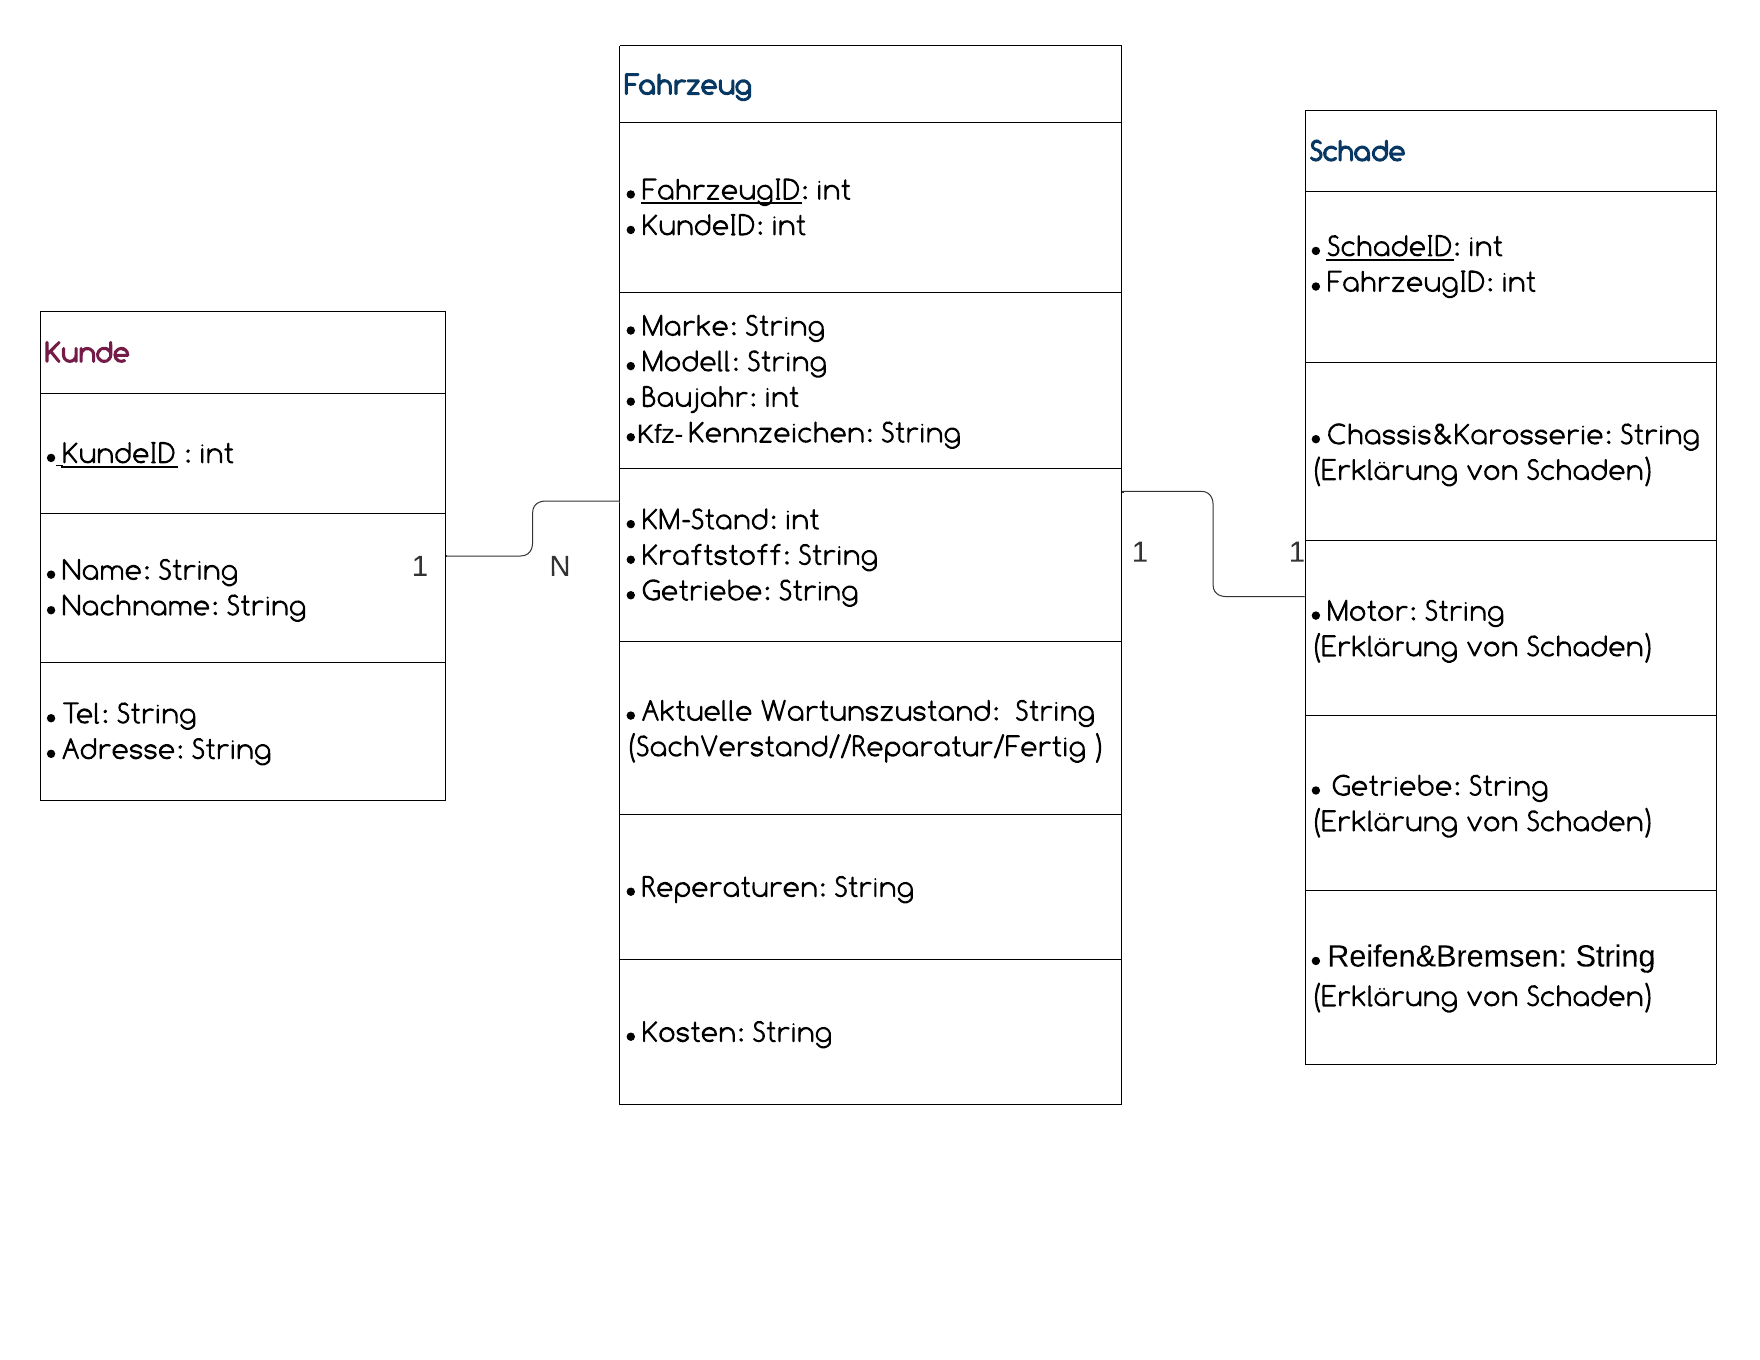 Kunde
• KundeID : int
• Name: String
• Nachname: String
• Tel: String
• Adresse: String
1
N
Fahrzeug
• FahrzeugID: int
• KundeID: int
• Marke: String
• Modell: String
• Baujahr: int
•Kfz- Kennzeichen: String
• KM-Stand: int
• Kraftstoff: String
• Getriebe: String
• Aktuelle Wartunszustand:  String
(SachVerstand//Reparatur/Fertig )
• Reperaturen: String
• Kosten: String
1
1
Schade
• SchadeID: int
• FahrzeugID: int
• Chassis&Karosserie: String
(Erklärung von Schaden)
• Motor: String
(Erklärung von Schaden)
• Getriebe: String
(Erklärung von Schaden)
• Reifen&Bremsen: String
(Erklärung von Schaden)